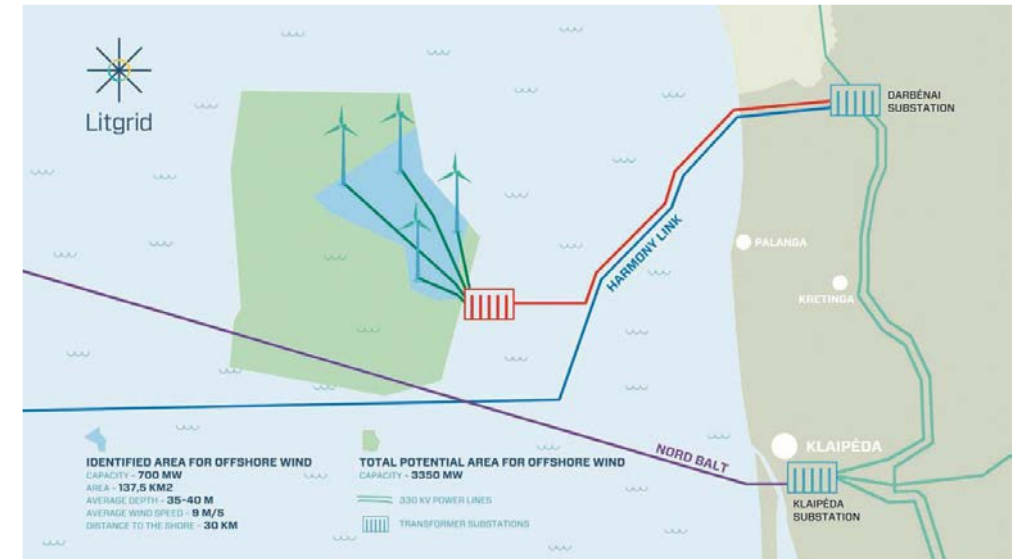 Litgrid
DARBĖNAI
SUBSTATION
HARMONY LINK
PALANGA
KRETINGA
NORD BALT
KLAIPĖDA
KLAIPĖDA
SUBSTATION
IDENTIFIED AREA FOR OFFSHORE WIND
CAPACITY - 700 MW
AREA - 137,5 KM2
AVERAGE DEPTH - 35-40 M
AVERAGE WIND SPEED - 9 M/S
DISTANCE TO THE SHORE - 30 KM
TOTAL POTENTIAL AREA FOR OFFSHORE WIND
CAPACITY - 3350 MW
330 KV POWER LINES
TRANSFORMER SUBSTATIONS